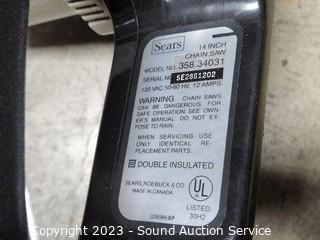 Sears
14 INCH
CHAIN SAW
MODEL NO. 358.34031
SERIAL NO. 5E2861202
120 VAC 50-60 HZ. 12 AMPS
WARNING CHAIN SAWS
CAN BE DANGEROUS. FOR
SAFE OPERATION SEE OWN-
ER'S MANUAL. DO NOT EX-
POSE TO RAIN.
WHEN SERVICING USE
ONLY IDENTICAL RE-
PLACEMENT PARTS.
DOUBLE INSULATED
SEARS, ROEBUCK & CO.
MADE IN CANADA
UL
LISTED
30H2
Copyright © 2023 - Sound Auction Service